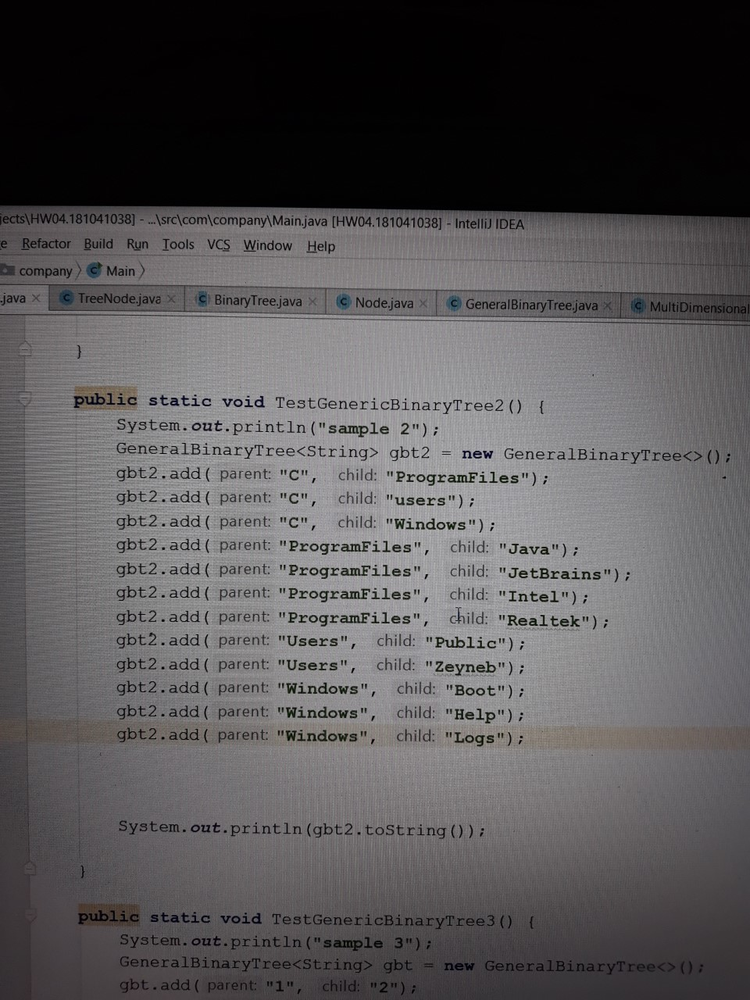 jects\HW04.181041038] - ...\src\com\company\Main.java [HW04.181041038] - IntelliJ IDEA
e Refactor Build Run Tools VCS Window Help
company Main
.java TreeNode.java BinaryTree.java Node.java GeneralBinaryTree.java MultiDimensional
}
public static void TestGenericBinaryTree2() {
System.out.println("sample 2");
GeneralBinaryTree<String> gbt2 = new GeneralBinaryTree<>();
gbt2.add( parent: "C", child: "ProgramFiles");
gbt2.add( parent: "C", child: "users");
gbt2.add( parent: "C", child: "Windows");
gbt2.add( parent: "ProgramFiles", child: "Java");
gbt2.add( parent: "ProgramFiles", child: "JetBrains");
gbt2.add( parent: "ProgramFiles", child: "Intel");
gbt2.add( parent: "ProgramFiles", child: "Realtek");
gbt2.add( parent: "Users", child: "Public");
gbt2.add( parent: "Users", child: "Zeyneb");
gbt2.add( parent: "Windows", child: "Boot");
gbt2.add( parent: "Windows", child: "Help");
gbt2.add( parent: "Windows", child: "Logs");
System.out.println(gbt2.toString());
}
public static void TestGenericBinaryTree3() {
System.out.println("sample 3");
GeneralBinaryTree<String> gbt = new GeneralBinaryTree<>();
gbt.add( parent: "1", child: "2");